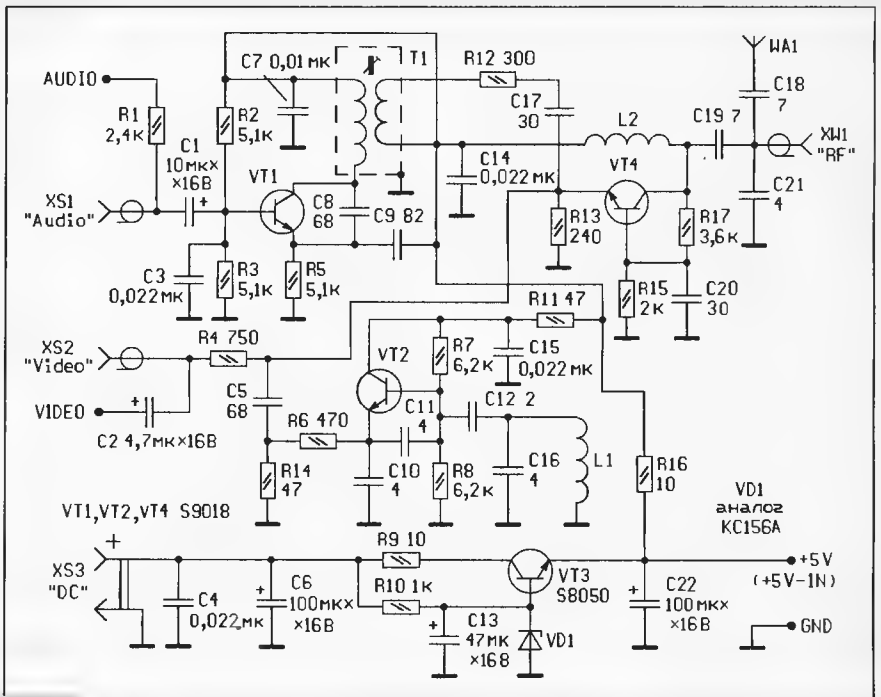 AUDIO
R1
2,4к
C1
10мк×
×16В
XS1
"Audio"
C3
0,022мк
R2
5,1к
R3
5,1к
C7 0,01мк
VT1
R5
5,1к
C8
68
C9 82
T1
R12 300
C17
30
C14
0,022мк
L2
VT4
R13
240
R15
2к
R17
3,6к
C20
30
WA1
C18
7
C19 7
XW1
"RF"
C21
4
XS2
"Video"
VIDEO
C2 4,7мк×16В
R4 750
C5
68
R14
47
R6 470
VT2
C10
4
C11
4
R7
6,2к
R8
6,2к
C15
0,022мк
R11 47
C12 2
C16
4
L1
R16
10
VT1,VT2,VT4 S9018
VD1
аналог
КС156А
XS3
"DC"
+
C4
0,022мк
C6
100мк×
×16В
R9 10
R10 1к
C13
47мк
×16В
VD1
VT3
S8050
C22
100мк×
×16В
+5V
(+5V-1N)
GND